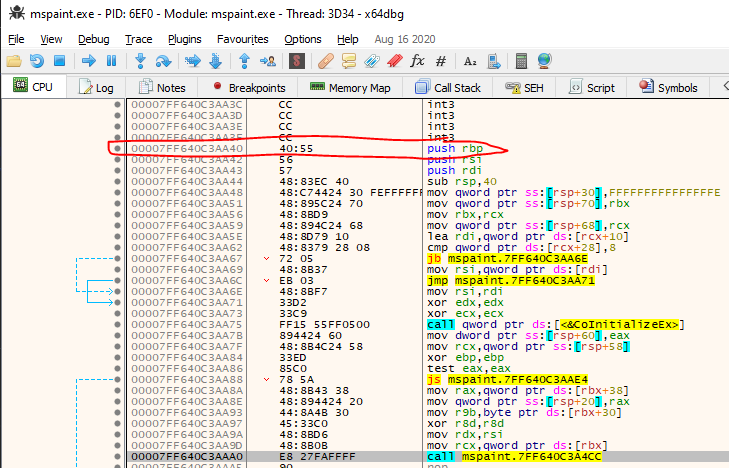 mspaint.exe - PID: 6EF0 - Module: mspaint.exe - Thread: 3D34 - x64dbg
File View Debug Trace Plugins Favourites Options Help Aug 16 2020
CPU Log Notes Breakpoints Memory Map Call Stack SEH Script Symbols
00007FF640C3AA3C CC int3
00007FF640C3AA3D CC int3
00007FF640C3AA3E CC int3
00007FF640C3AA3F CC int3
00007FF640C3AA40 40:55 push rbp
00007FF640C3AA42 56 push rsi
00007FF640C3AA43 57 push rdi
00007FF640C3AA44 48:83EC 40 sub rsp,40
00007FF640C3AA48 48:C74424 30 FEFFFFFF mov qword ptr ss:[rsp+30],FFFFFFFFFFFFFFFE
00007FF640C3AA51 48:895C24 70 mov qword ptr ss:[rsp+70],rbx
00007FF640C3AA56 48:8BD9 mov rbx,rcx
00007FF640C3AA59 48:894C24 68 mov qword ptr ss:[rsp+68],rcx
00007FF640C3AA5E 48:8D79 10 lea rdi,qword ptr ds:[rcx+10]
00007FF640C3AA62 48:8379 28 08 cmp qword ptr ds:[rcx+28],8
00007FF640C3AA67 72 05 jb mspaint.7FF640C3AA6E
00007FF640C3AA69 48:8B37 mov rsi,qword ptr ds:[rdi]
00007FF640C3AA6C EB 03 jmp mspaint.7FF640C3AA71
00007FF640C3AA6E 48:8BF7 mov rsi,rdi
00007FF640C3AA71 33D2 xor edx,edx
00007FF640C3AA73 33C9 xor ecx,ecx
00007FF640C3AA75 FF15 55FF0500 call qword ptr ds:[<&CoInitializeEx>]
00007FF640C3AA7B 894424 60 mov dword ptr ss:[rsp+60],eax
00007FF640C3AA7F 48:8B4C24 58 mov rcx,qword ptr ss:[rsp+58]
00007FF640C3AA84 33ED xor ebp,ebp
00007FF640C3AA86 85C0 test eax,eax
00007FF640C3AA88 78 5A js mspaint.7FF640C3AAE4
00007FF640C3AA8A 48:8B43 38 mov rax,qword ptr ds:[rbx+38]
00007FF640C3AA8E 48:894424 20 mov qword ptr ss:[rsp+20],rax
00007FF640C3AA93 44:8A4B 30 mov r9b,byte ptr ds:[rbx+30]
00007FF640C3AA97 45:33C0 xor r8d,r8d
00007FF640C3AA9A 48:8BD6 mov rdx,rsi
00007FF640C3AA9D 48:8B0B mov rcx,qword ptr ds:[rbx]
00007FF640C3AAA0 E8 27FAFFFF call mspaint.7FF640C3A4CC